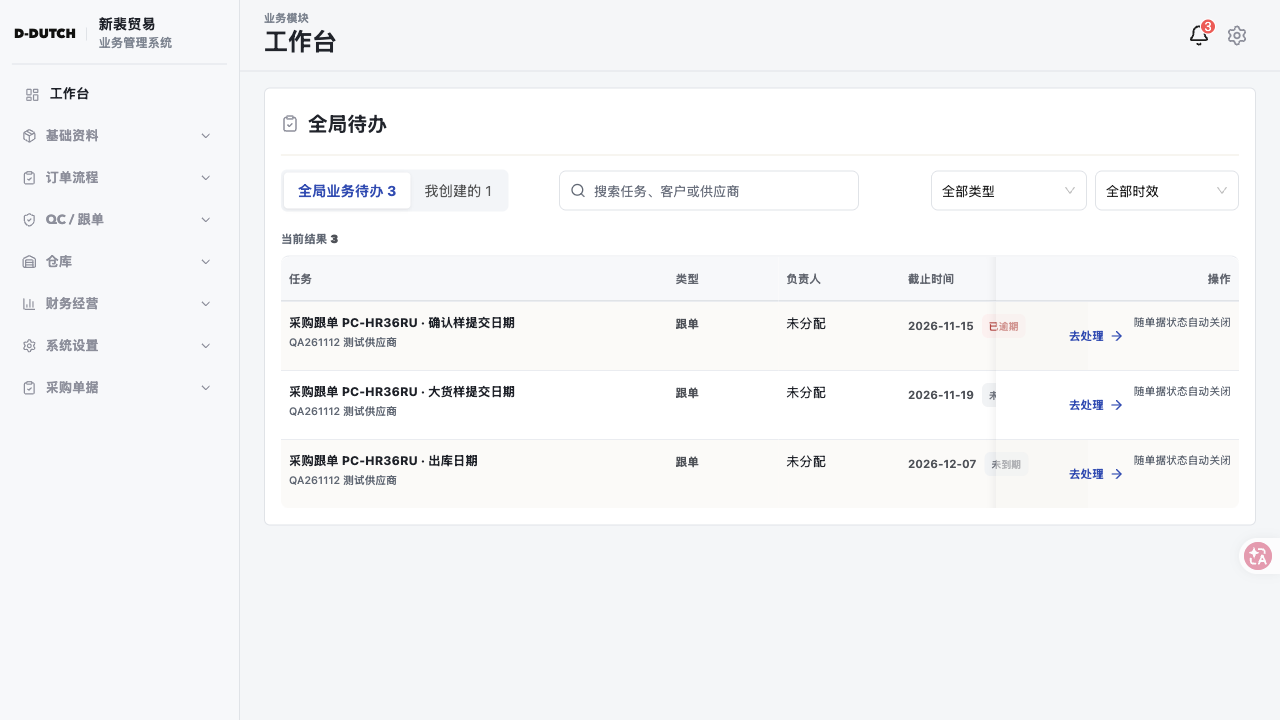 D-DUTCH
新裴贸易
业务管理系统
工作台
基础资料
订单流程
QC / 跟单
仓库
财务经营
系统设置
采购单据
业务模块
工作台
3
全局待办
全局业务待办 3
我创建的 1
搜索任务、客户或供应商
全部类型
全部时效
当前结果 3
任务 类型 负责人 截止时间 操作
采购跟单 PC-HR36RU · 确认样提交日期 跟单 未分配 2026-11-15 已逾期 去处理 → 随单据状态自动关闭
QA261112 测试供应商
采购跟单 PC-HR36RU · 大货样提交日期 跟单 未分配 2026-11-19 去处理 → 随单据状态自动关闭
QA261112 测试供应商
采购跟单 PC-HR36RU · 出库日期 跟单 未分配 2026-12-07 未到期 去处理 → 随单据状态自动关闭
QA261112 测试供应商